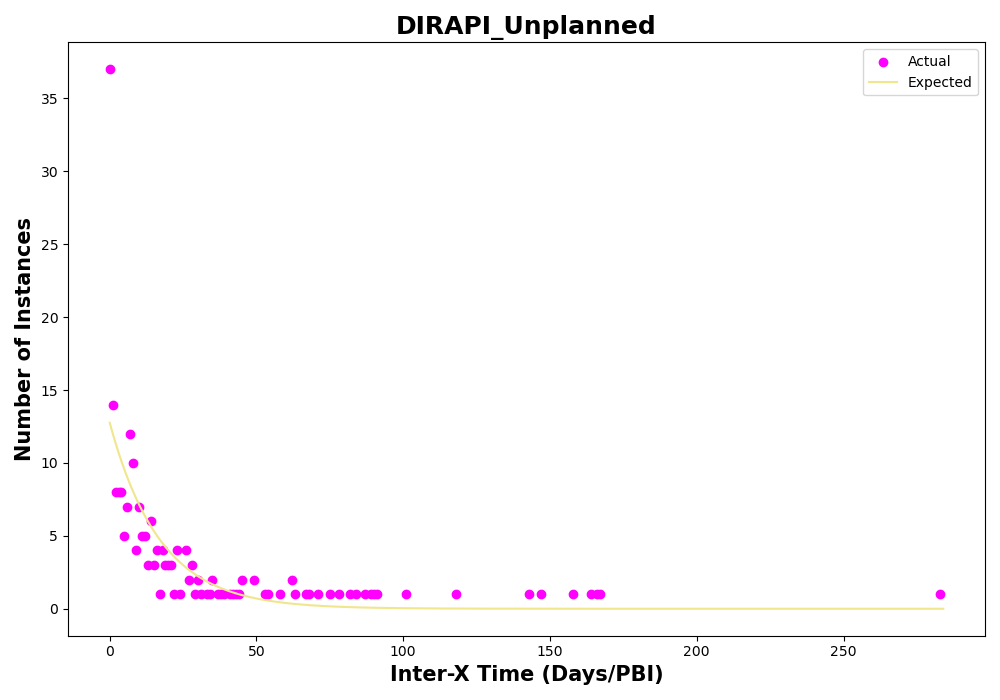 DIRAPI_Unplanned
Actual
Expected
35
30
25
20
15
10
5
0
Number of Instances
0 50 100 150 200 250
Inter-X Time (Days/PBI)